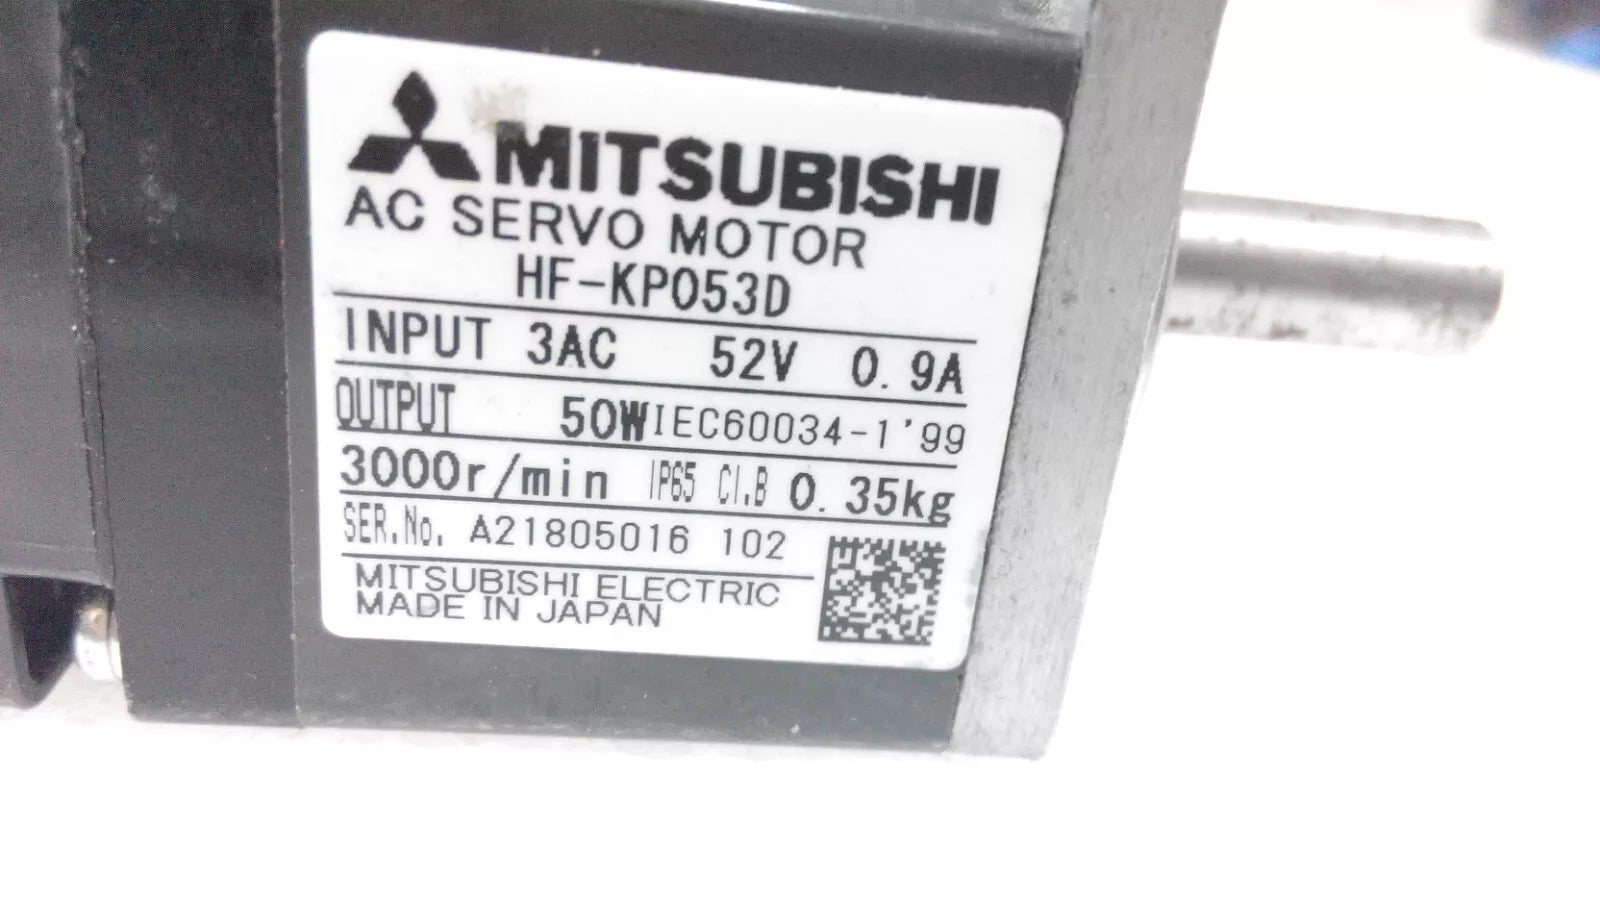 MITSUBISHI
AC SERVO MOTOR
HF-KP053D
INPUT 3AC 52V 0.9A
OUTPUT 50W IEC60034-1'99
3000r/min IP65 CI.B 0.35kg
SER.No. A21805016 102
MITSUBISHI ELECTRIC
MADE IN JAPAN